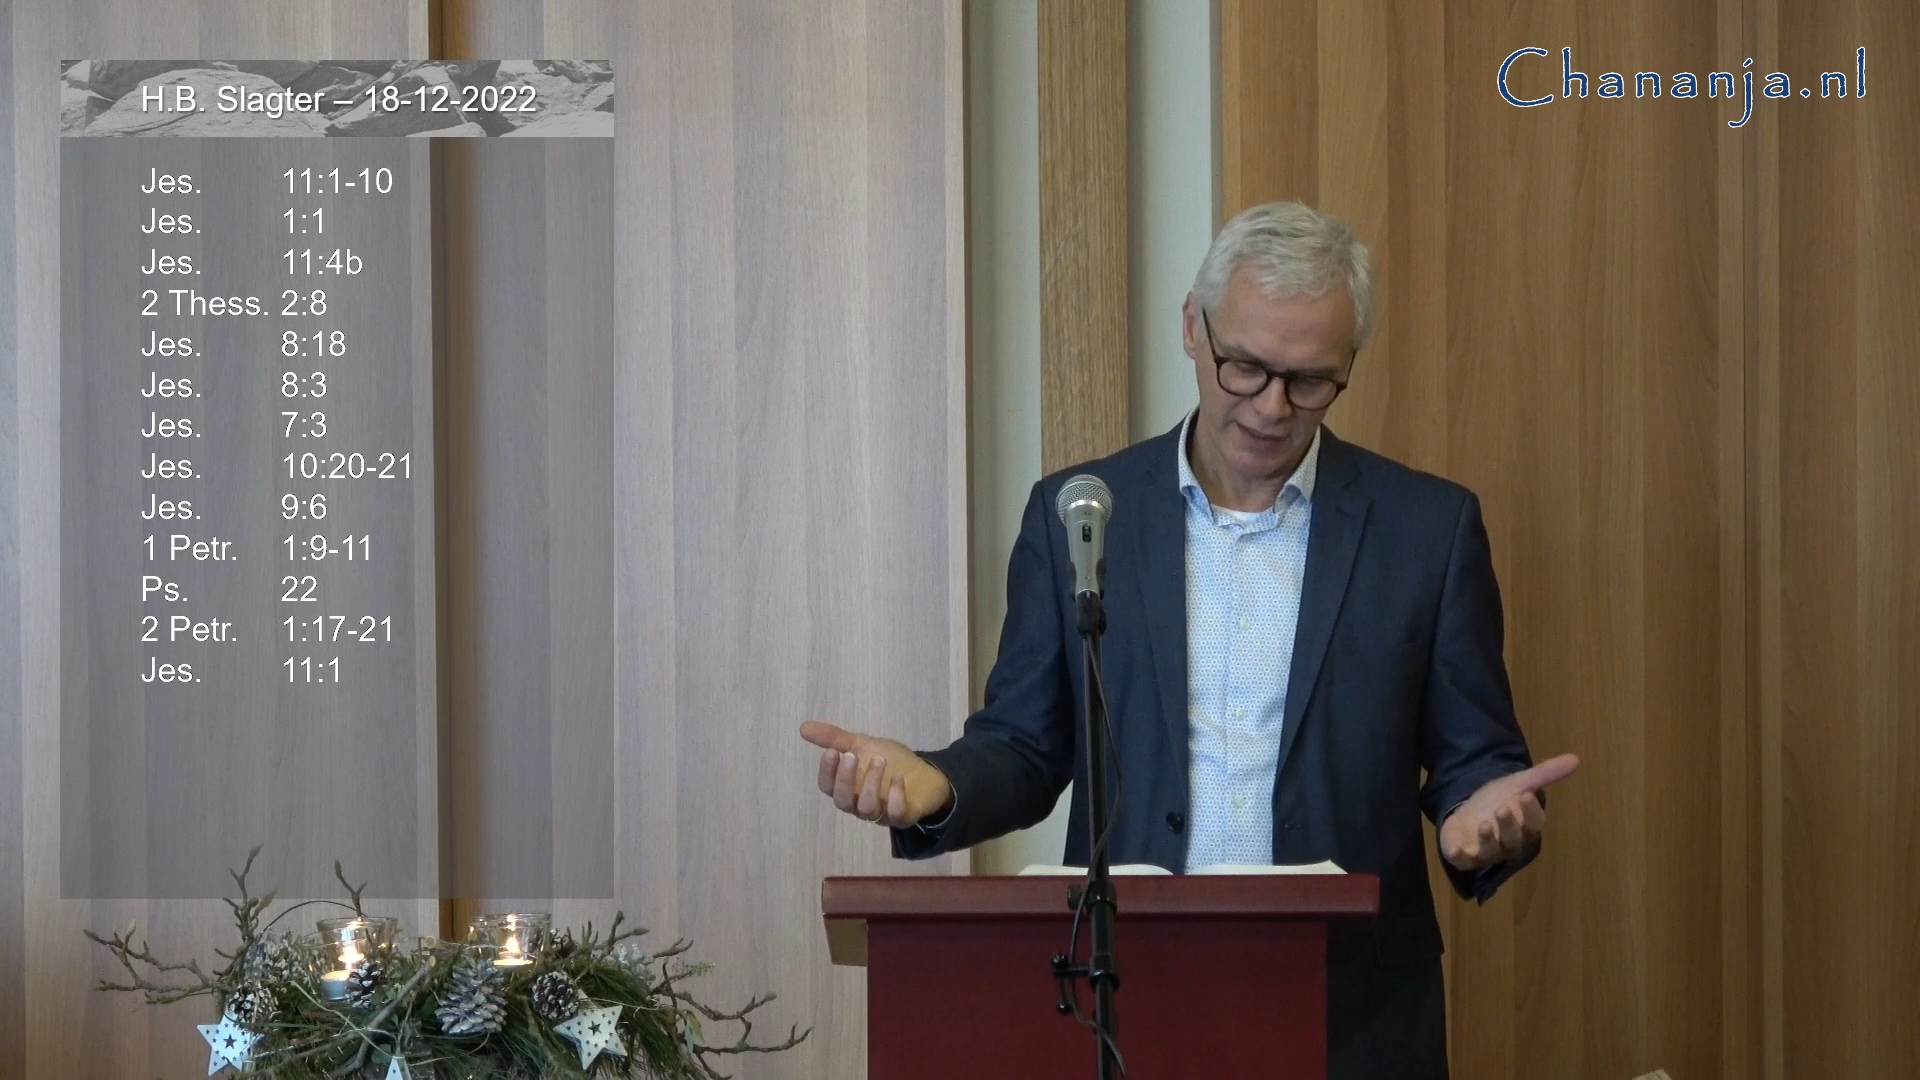 H.B. Slagter – 18-12-2022
Chananja.nl
Jes. 11:1-10
Jes. 1:1
Jes. 11:4b
2 Thess. 2:8
Jes. 8:18
Jes. 8:3
Jes. 7:3
Jes. 10:20-21
Jes. 9:6
1 Petr. 1:9-11
Ps. 22
2 Petr. 1:17-21
Jes. 11:1